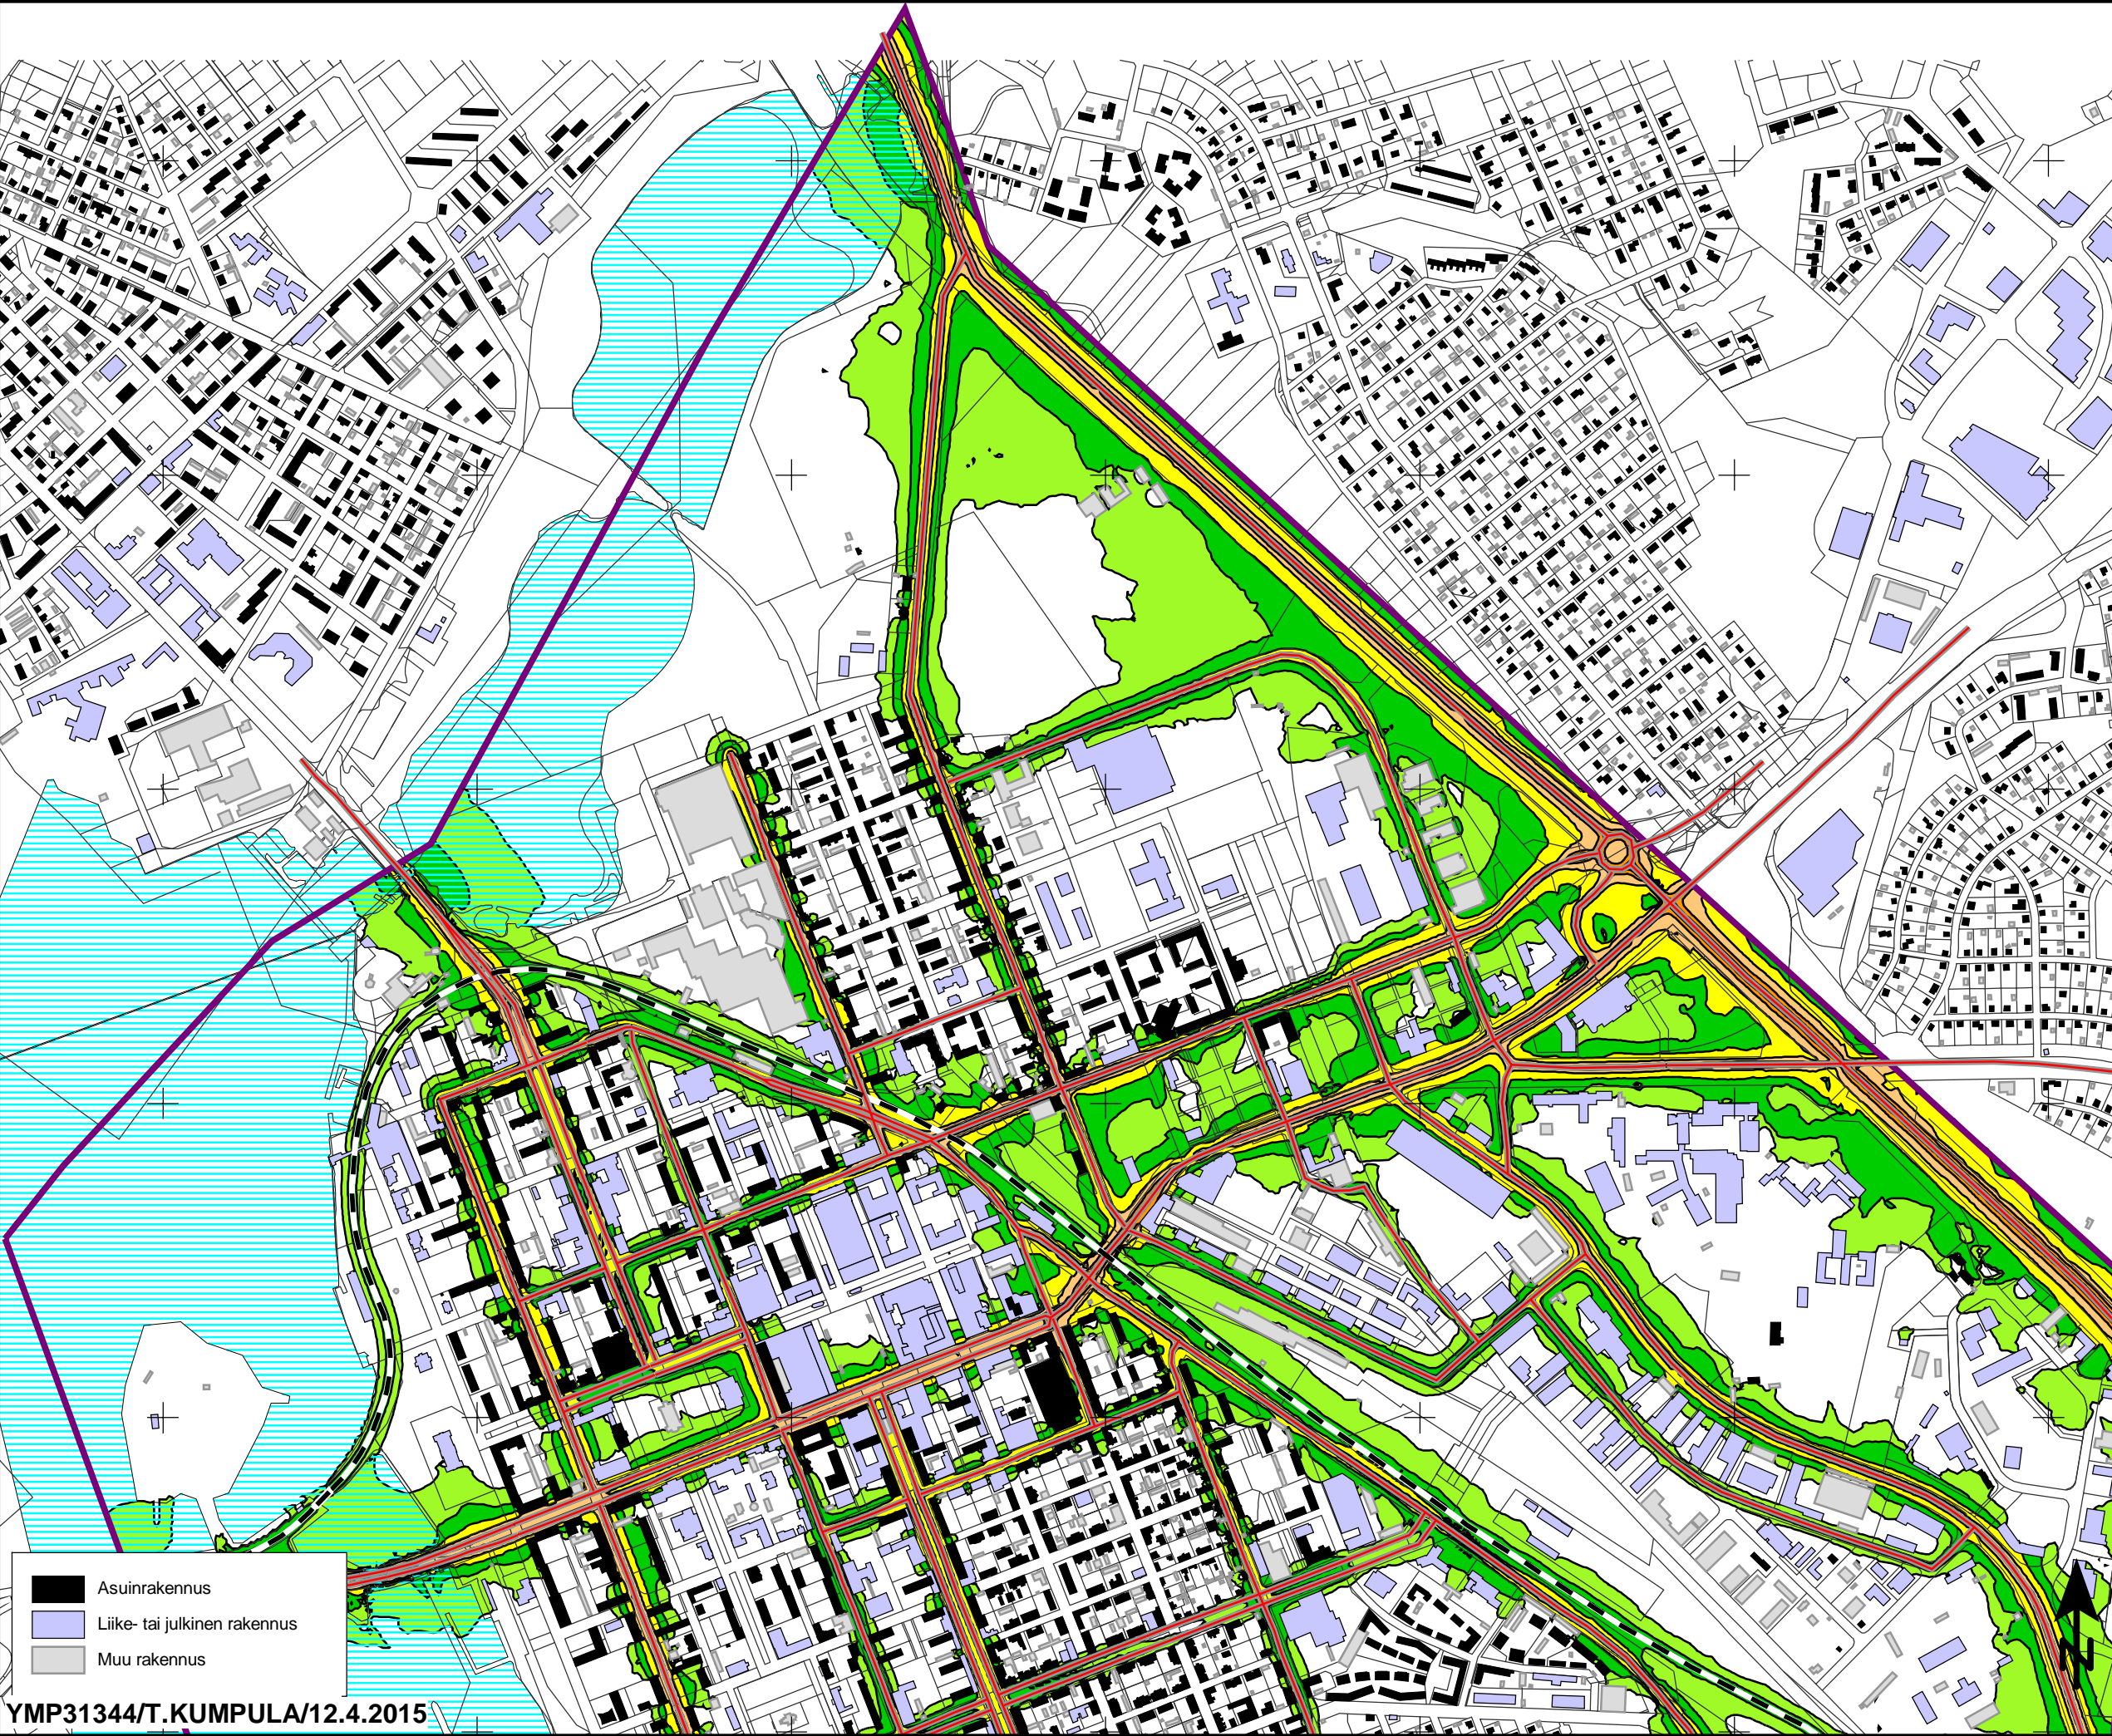 Asuinrakennus
Liike- tai julkinen rakennus
Muu rakennus
YMP31344/T.KUMPULA/12.4.2015
N